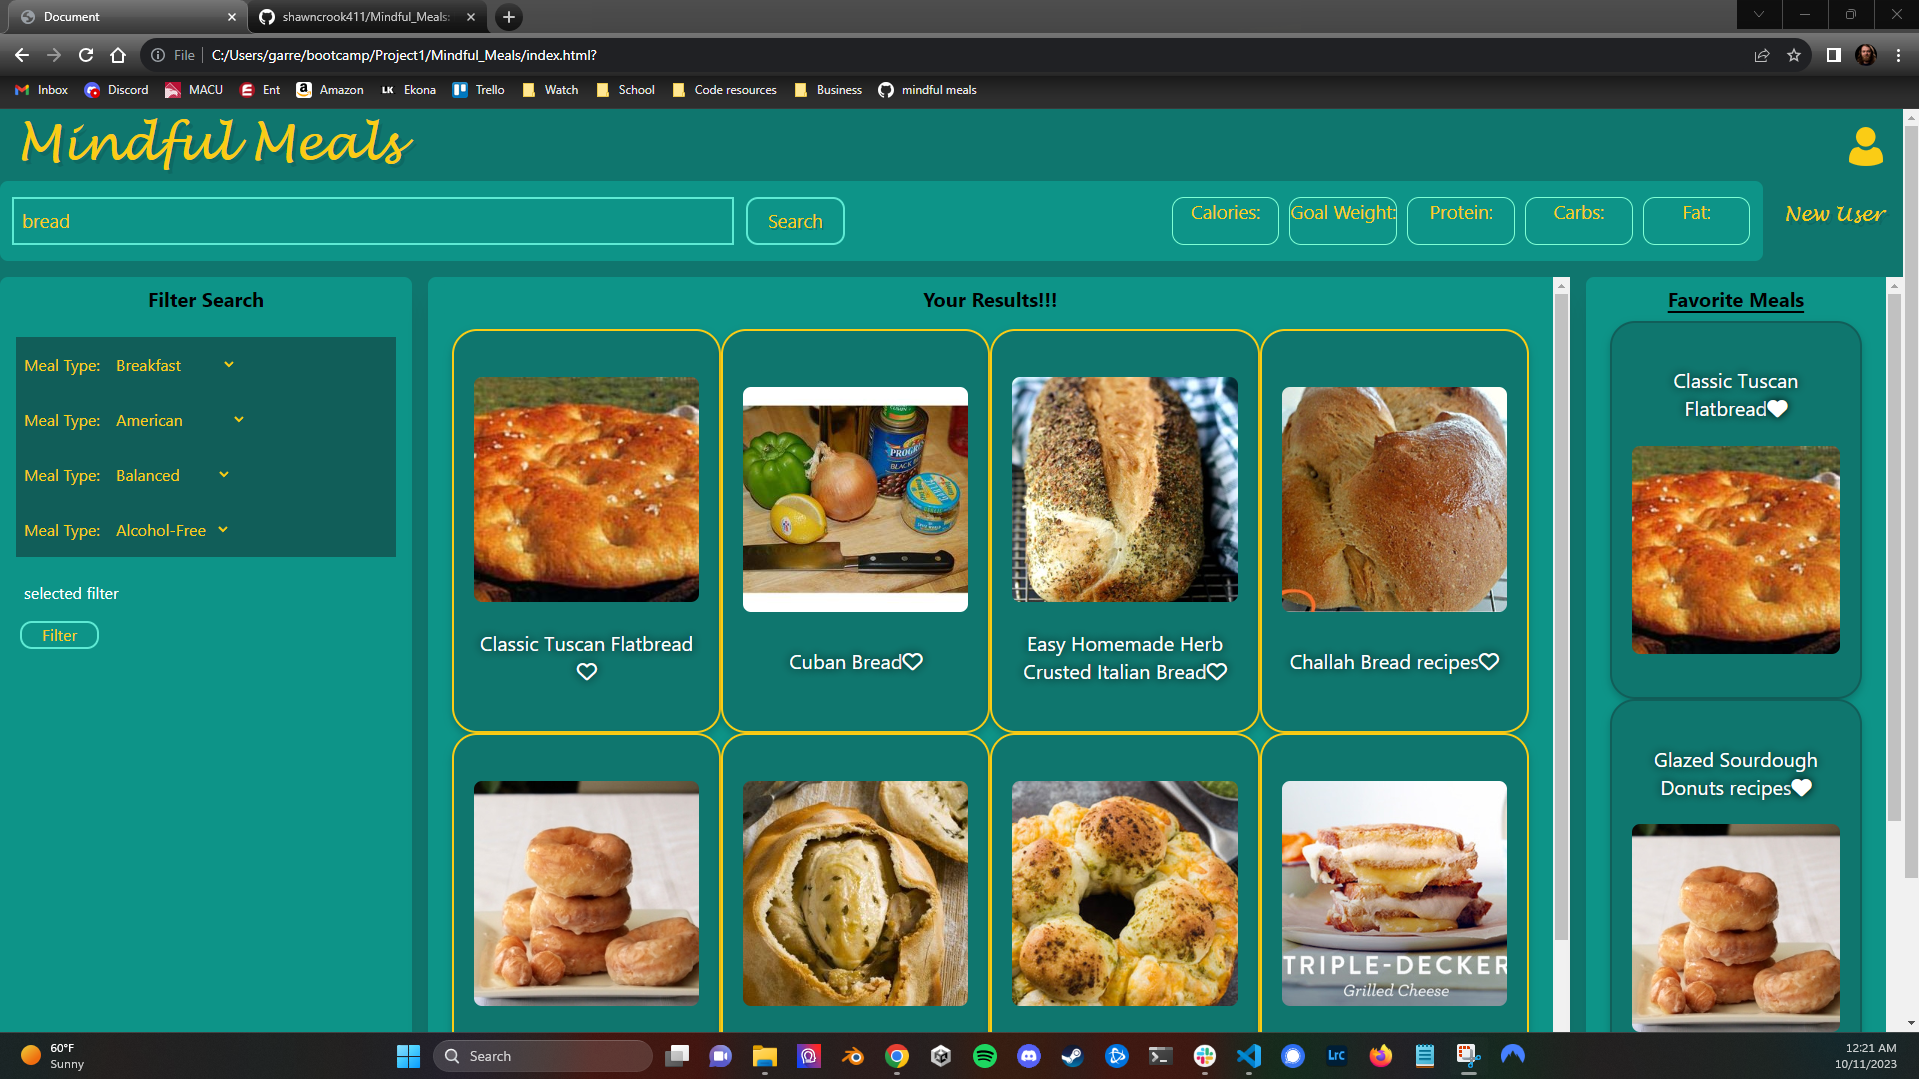 Document
shawncrook411/Mindful_Meals:
File
C:/Users/garre/bootcamp/Project1/Mindful_Meals/index.html?
Inbox
Discord
MACU
Ent
Amazon
LK
Ekona
Trello
Watch
School
Code resources
Business
mindful meals
Mindful Meals
bread
Search
Calories:
Goal Weight:
Protein:
Carbs:
Fat:
New User
Filter Search
Meal Type: Breakfast
Meal Type: American
Meal Type: Balanced
Meal Type: Alcohol-Free
selected filter
Filter
Your Results!!!
PROGRES
BLACK
Classic Tuscan Flatbread
Cuban Bread
Easy Homemade Herb
Crusted Italian Bread
Challah Bread recipes
TRIPLE-DECKER
Grilled Cheese
Favorite Meals
Classic Tuscan
Flatbread
Glazed Sourdough
Donuts recipes
60°F
Sunny
Search
LrC
12:21 AM
10/11/2023